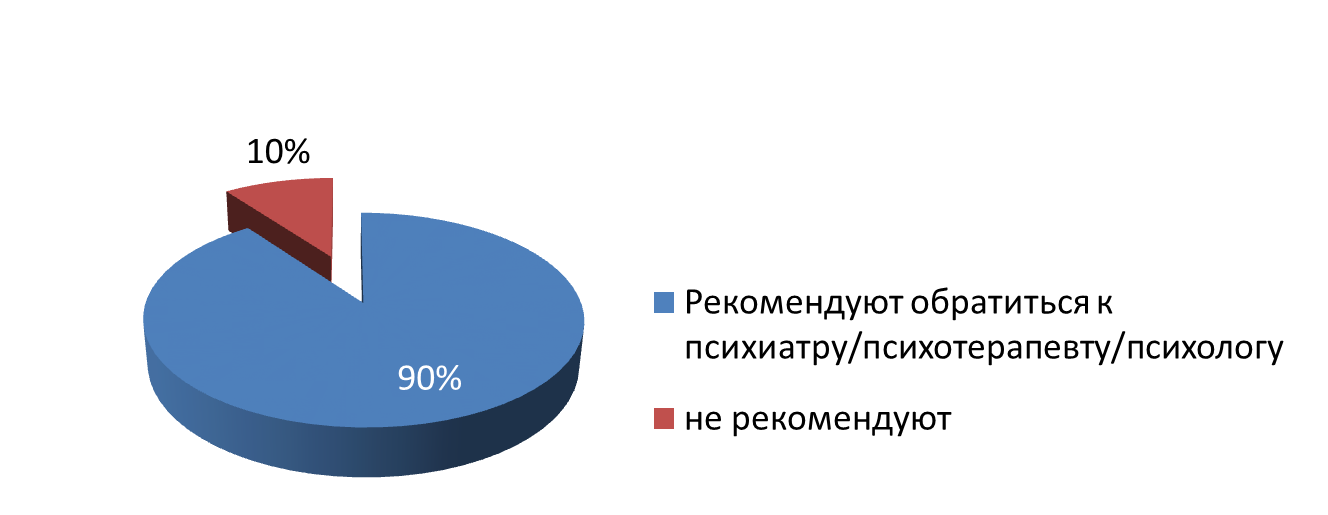 10%
90%
Рекомендуют обратиться к
психиатру/психотерапевту/психологу
не рекомендуют